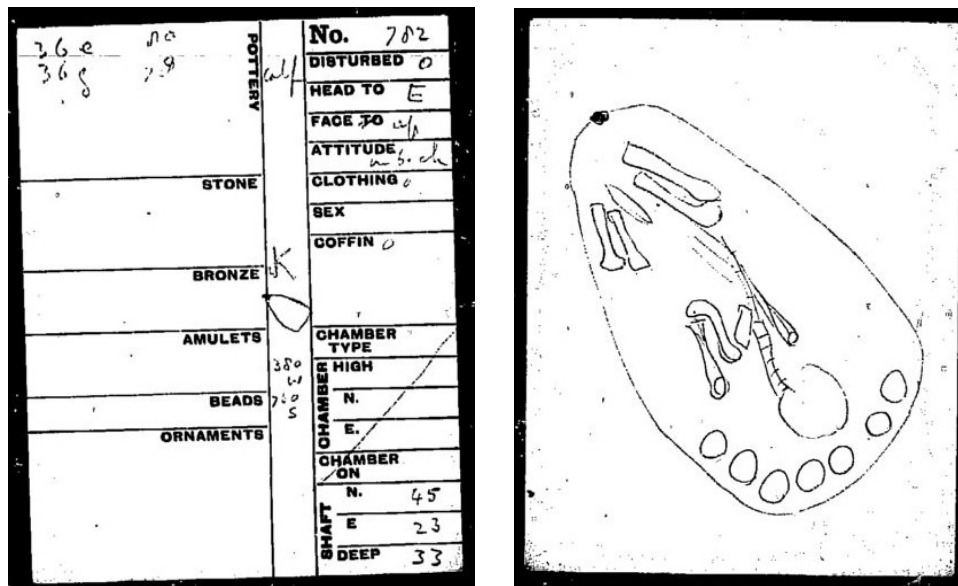 36e
36g
POTTERY
STONE
BRONZE
AMULETS
BEADS
ORNAMENTS
K
380
W
S
No. 782
DISTURBED 0
HEAD TO E
FACE TO up
ATTITUDE
CLOTHING 0
SEX
COFFIN 0
CHAMBER TYPE
CHAMBER
HIGH
N.
E.
CHAMBER ON
SHAFT
N. 45
E 23
DEEP 33